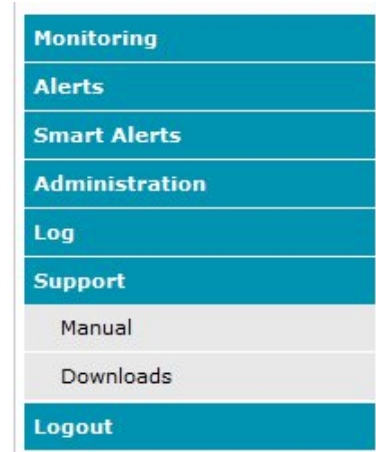 Monitoring
Alerts
Smart Alerts
Administration
Log
Support
Manual
Downloads
Logout